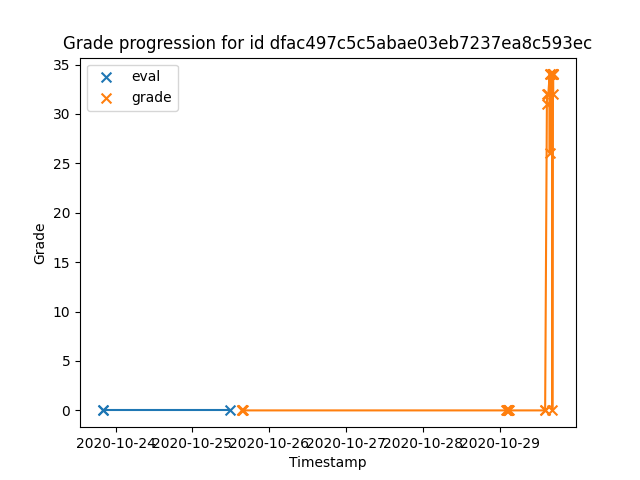 Grade progression for id dfac497c5c5abae03eb7237ea8c593ec
eval
grade
35
30
25
20
15
10
5
0
Grade
2020-10-24 2020-10-25 2020-10-26 2020-10-27 2020-10-28 2020-10-29
Timestamp